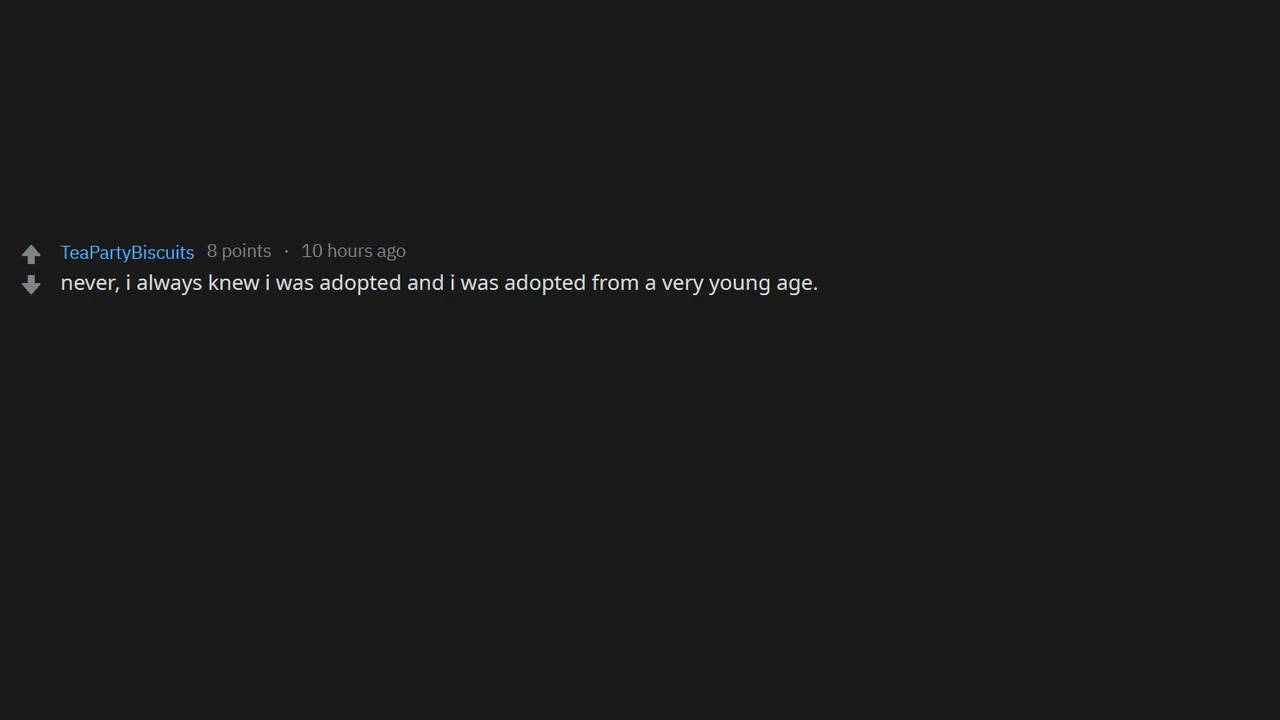 TeaPartyBiscuits 8 points · 10 hours ago
never, i always knew i was adopted and i was adopted from a very young age.